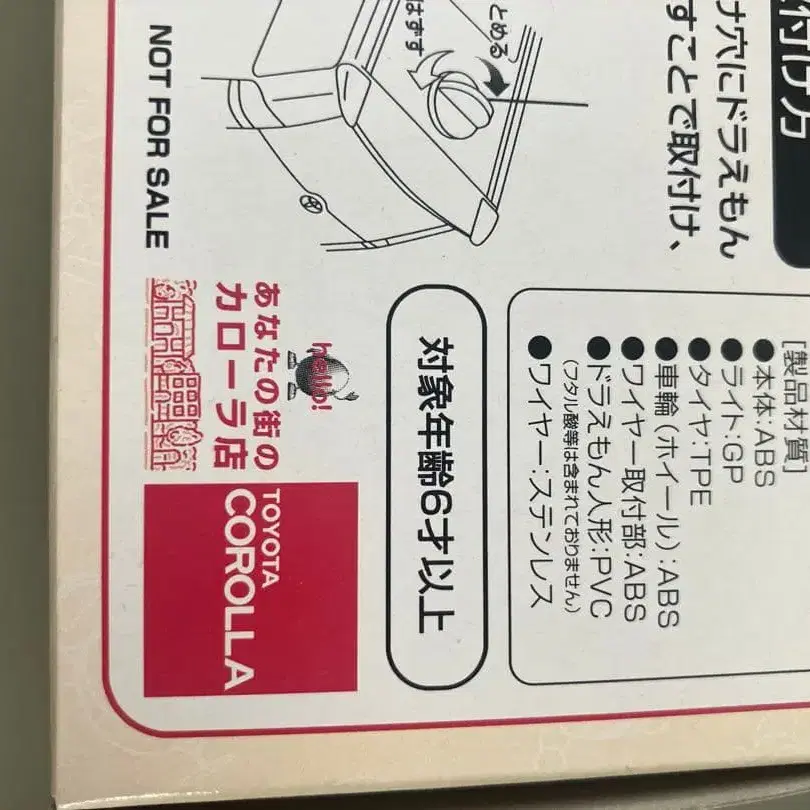 付け方
ナ穴にドラえもん
すことで取付け、
とめる
はずす
[製品材質]
●本体:ABS
●ライト:GP
●タイヤ:TPE
●車輪(ホイール):ABS
●ワイヤー取付部:ABS
●ドラえもん人形:PVC
(フタル酸等は含まれておりません)
●ワイヤー:ステンレス
対象年齢6才以上
NOT FOR SALE
hello!
あなたの街の
カローラ店
TOYOTA
COROLLA